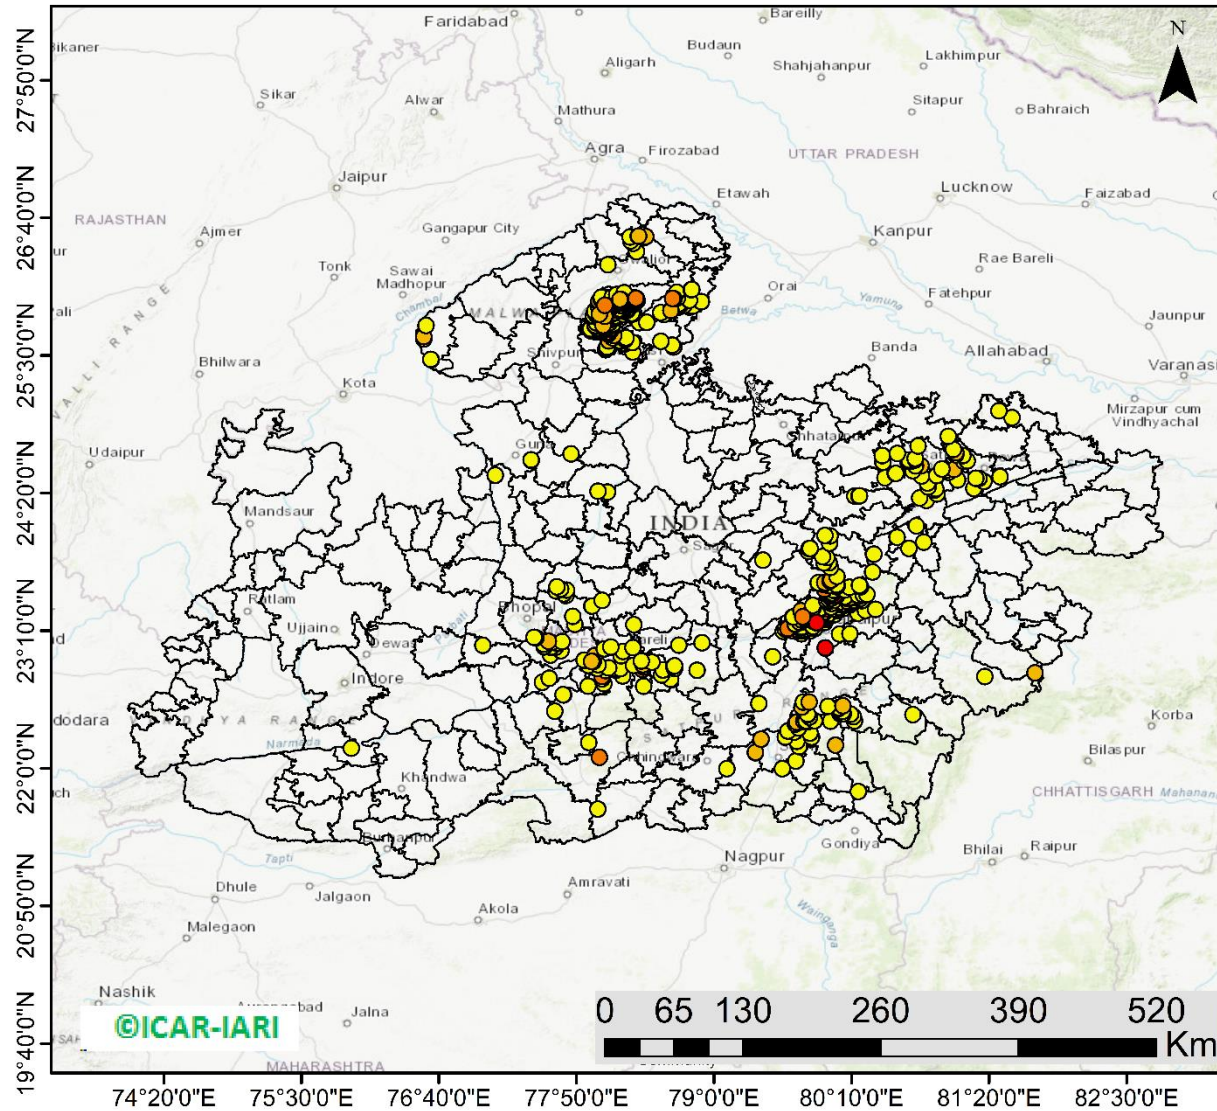 Faridabad
Bareilly
N
Budaun
Lakhimpur
Aligarh
Shahjahanpur
Sikar
Alwar
Mathura
Sitapur
Bahraich
Agra
Firozabad
UTTAR PRADESH
Jaipur
Etawah
Lucknow
Faizabad
RAJASTHAN
Ajmer
Gangapur City
Kanpur
Tonk
Sawai
Madhopur
Rae Bareli
Orai
Chambal
Yamuna
Fatehpur
Betwa
Jaunpur
Shivpuri
Banda
Allahabad
Bhilwara
Varanasi
Kota
Mirzapur cum
Vindhyachal
Udaipur
Mandsaur
INDIA
Ratlam
Bhopal
Ujjain
Dewas
Indore
Korba
Narmada
Bilaspur
Khandwa
Chhindwara
CHHATTISGARH
Burhanpur
Gondiya
Tapti
Nagpur
Bhilai
Raipur
Dhule
Jalgaon
Amravati
Akola
Malegaon
Wainganga
Nashik
Jalna
©ICAR-IARI
MAHARASHTRA
0 65 130 260 390 520
Km
27°50'0"N
26°40'0"N
25°30'0"N
24°20'0"N
23°10'0"N
22°0'0"N
20°50'0"N
19°40'0"N
74°20'0"E 75°30'0"E 76°40'0"E 77°50'0"E 79°0'0"E 80°10'0"E 81°20'0"E 82°30'0"E